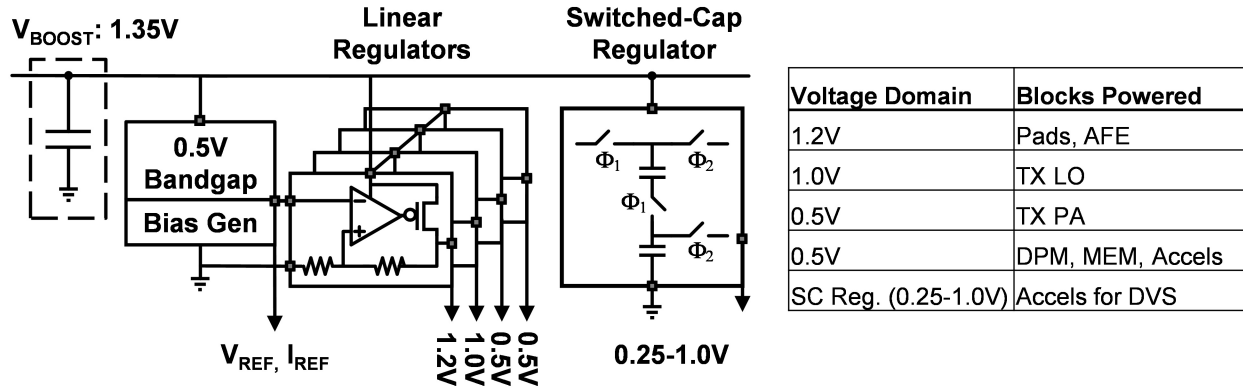 V_BOOST: 1.35V
Linear
Regulators
Switched-Cap
Regulator
0.5V
Bandgap
Bias Gen
−
+
Φ1
Φ2
Φ1
Φ2
V_REF, I_REF
1.2V
1.0V
0.5V
0.5V
0.25-1.0V
Voltage Domain Blocks Powered
1.2V Pads, AFE
1.0V TX LO
0.5V TX PA
0.5V DPM, MEM, Accels
SC Reg. (0.25-1.0V) Accels for DVS